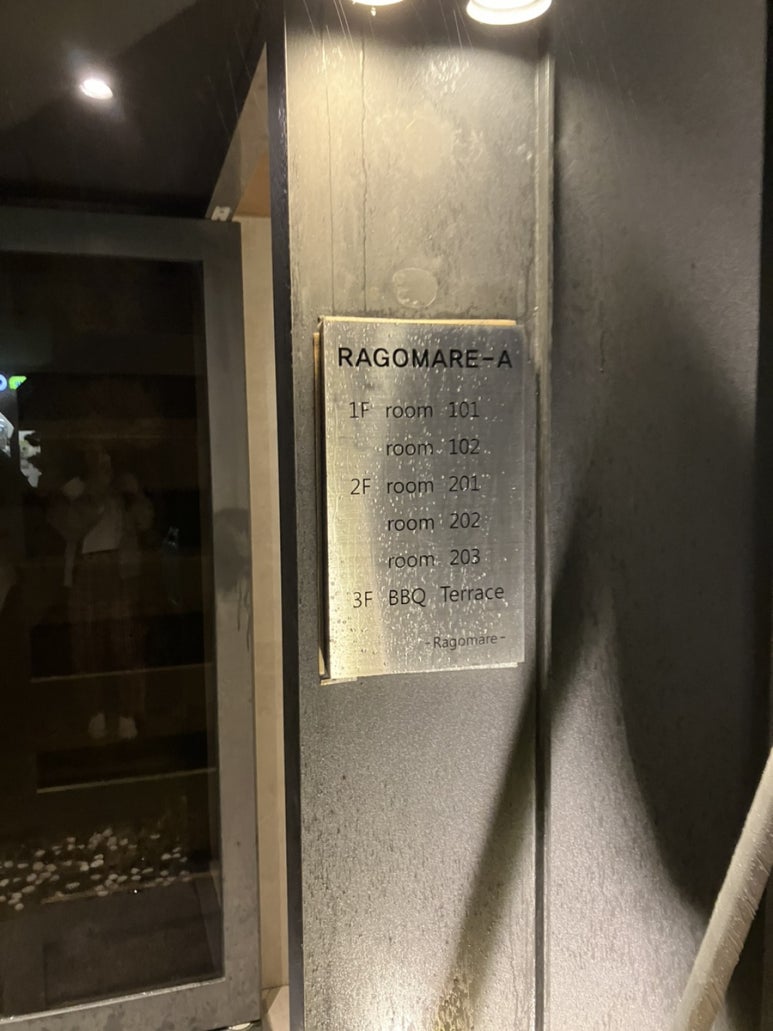 RAGOMARE-A
1F room 101
room 102
2F room 201
room 202
room 203
3F BBQ Terrace
-Ragomare-